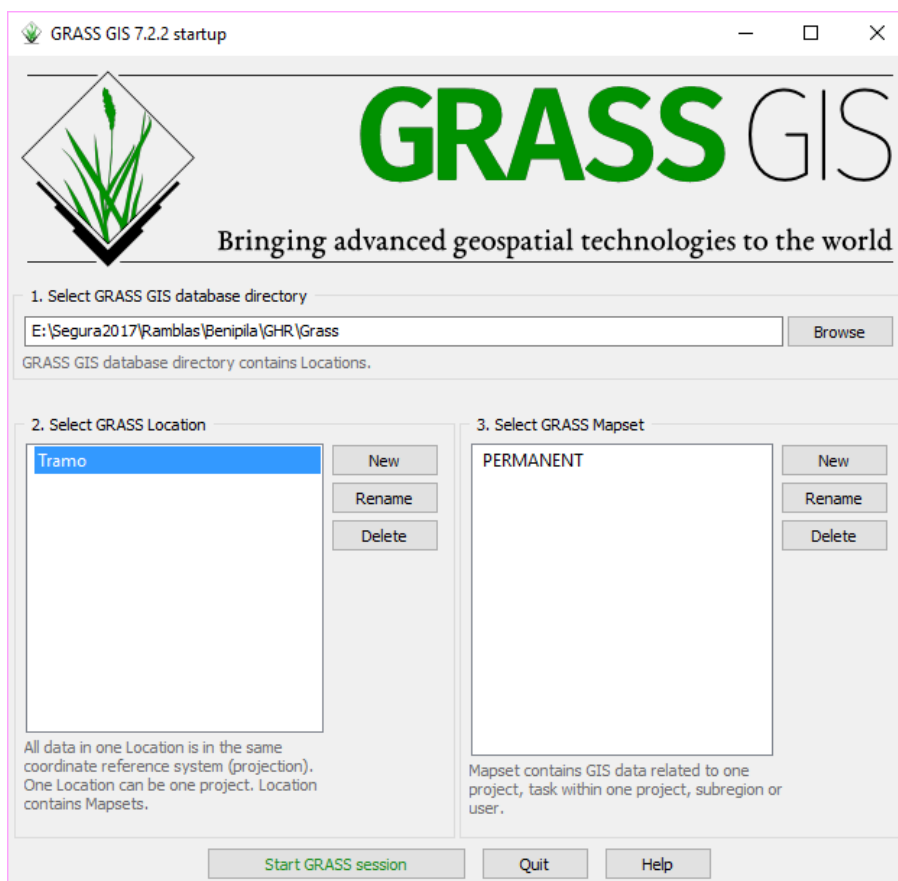 GRASS GIS 7.2.2 startup
GRASS GIS
Bringing advanced geospatial technologies to the world
1. Select GRASS GIS database directory
E:\Segura2017\Ramblas\Benipila\GHR\Grass
Browse
GRASS GIS database directory contains Locations.
2. Select GRASS Location
Tramo
New
Rename
Delete
All data in one Location is in the same
coordinate reference system (projection).
One Location can be one project. Location
contains Mapsets.
3. Select GRASS Mapset
PERMANENT
New
Rename
Delete
Mapset contains GIS data related to one
project, task within one project, subregion or
user.
Start GRASS session
Quit
Help